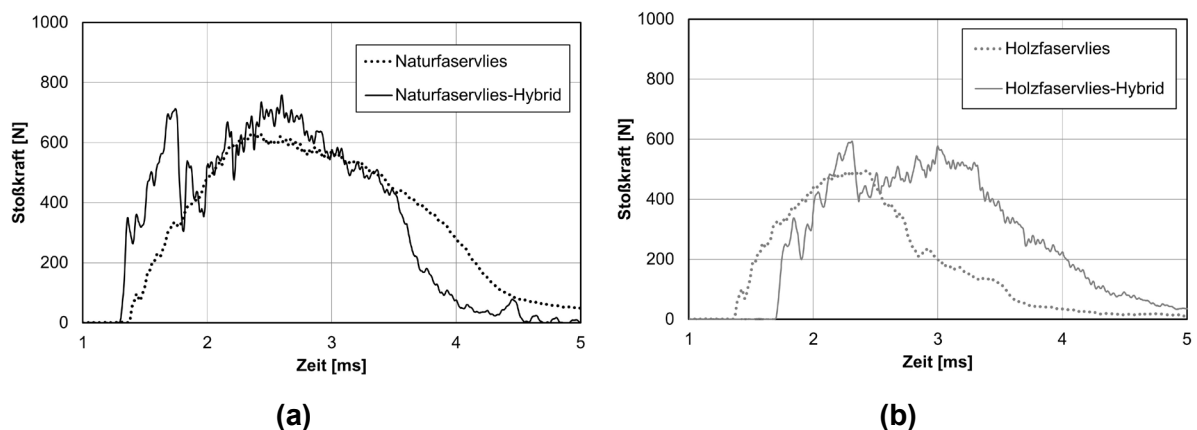 1000
800
600
400
200
0
Stoßkraft [N]
1 2 3 4 5
Zeit [ms]
Naturfaservlies
Naturfaservlies-Hybrid
(a)
1000
800
600
400
200
0
Stoßkraft [N]
1 2 3 4 5
Zeit [ms]
Holzfaservlies
Holzfaservlies-Hybrid
(b)